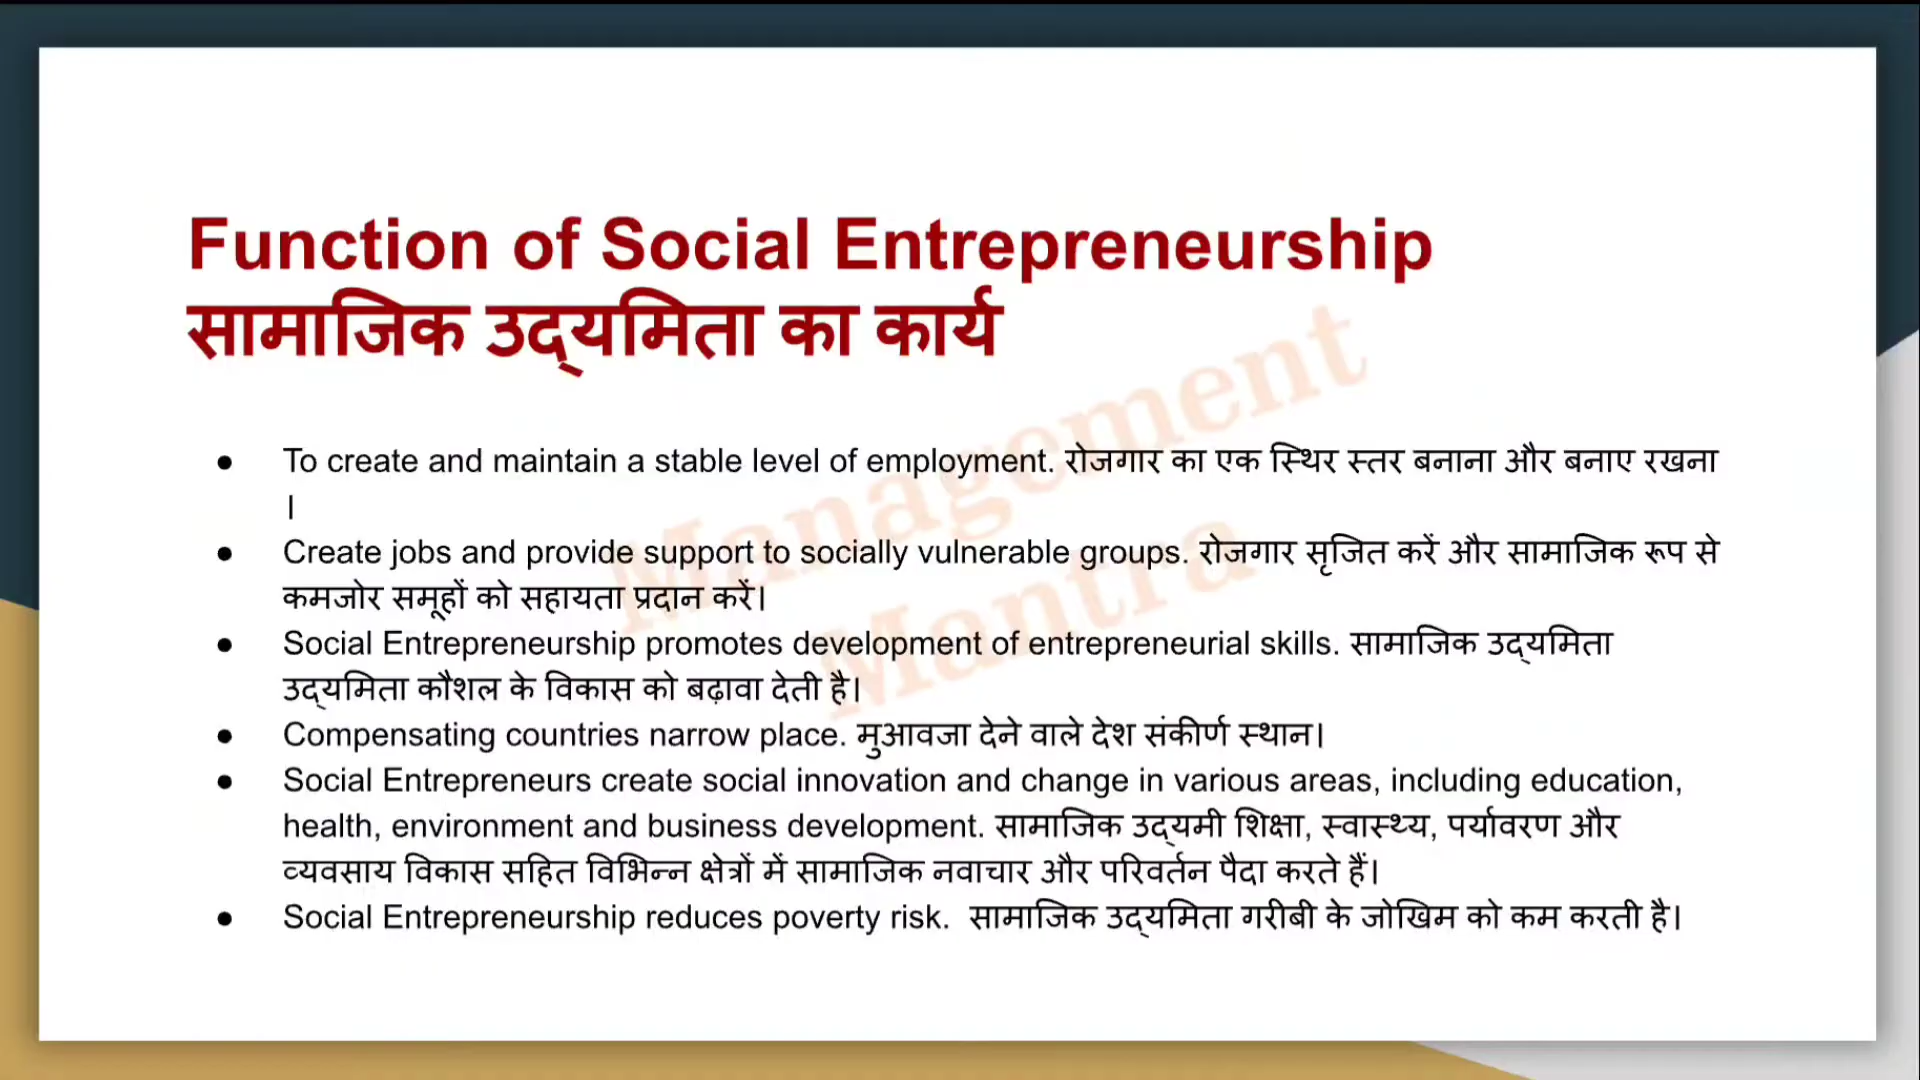 Function of Social Entrepreneurship
सामाजिक उद्यमिता का कार्य
● To create and maintain a stable level of employment. रोजगार का एक स्थिर स्तर बनाना और बनाए रखना
।
● Create jobs and provide support to socially vulnerable groups. रोजगार सृजित करें और सामाजिक रूप से
कमजोर समूहों को सहायता प्रदान करें।
● Social Entrepreneurship promotes development of entrepreneurial skills. सामाजिक उद्यमिता
उद्यमिता कौशल के विकास को बढ़ावा देती है।
● Compensating countries narrow place. मुआवजा देने वाले देश संकीर्ण स्थान।
● Social Entrepreneurs create social innovation and change in various areas, including education,
health, environment and business development. सामाजिक उद्यमी शिक्षा, स्वास्थ्य, पर्यावरण और
व्यवसाय विकास सहित विभिन्न क्षेत्रों में सामाजिक नवाचार और परिवर्तन पैदा करते हैं।
● Social Entrepreneurship reduces poverty risk. सामाजिक उद्यमिता गरीबी के जोखिम को कम करती है।
Management
Mantra